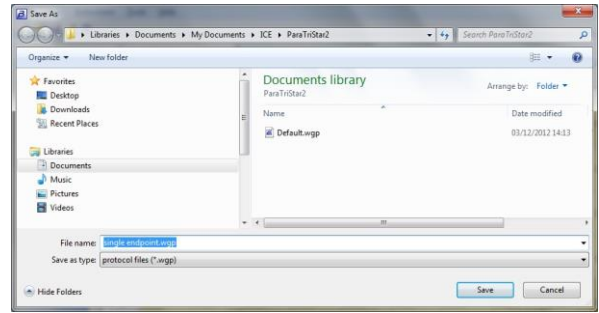 Save As
Libraries ▸ Documents ▸ My Documents ▸ ICE ▸ ParaTriStar2
Search ParaTriStar2
Organize New folder
Favorites
Desktop
Downloads
Recent Places
Libraries
Documents
Music
Pictures
Videos
Documents library
ParaTriStar2
Arrange by: Folder
Name Date modified
Default.wgp 03/12/2012 14:13
File name: single endpoint.wgp
Save as type: protocol files (*.wgp)
Hide Folders
Save Cancel